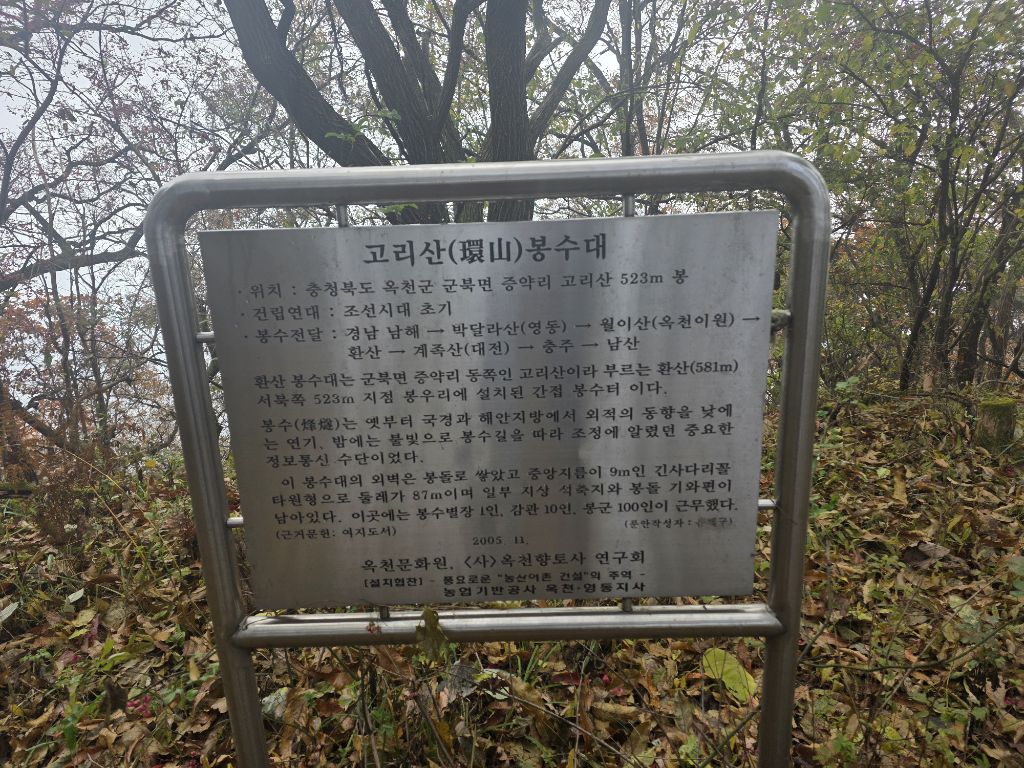 고리산(環山)봉수대
· 위치 : 충청북도 옥천군 군북면 증약리 고리산 523m 봉
· 건립연대 : 조선시대 초기
· 봉수전달 : 경남 남해 → 박달라산(영동) → 월이산(옥천이원) →
환산 → 계족산(대전) → 충주 → 남산
환산 봉수대는 군북면 증약리 동쪽인 고리산이라 부르는 환산(581m)
서북쪽 523m 지점 봉우리에 설치된 간접 봉수터 이다.
봉수(烽燧)는 옛부터 국경과 해안지방에서 외적의 동향을 낮에
는 연기, 밤에는 불빛으로 봉수길을 따라 조정에 알렸던 중요한
정보통신 수단이었다.
이 봉수대의 외벽은 봉돌로 쌓았고 중앙지름이 9m인 긴사다리꼴
타원형으로 둘레가 87m이며 일부 지상 석축지와 봉돌 기와편이
남아있다. 이곳에는 봉수별장 1인, 감관 10인, 봉군 100인이 근무했다.
(근거문헌: 여지도서) (문안작성자 :
2005. 11.
옥천문화원, 〈사〉옥천향토사 연구회
[설치협찬] - 풍요로운 "농산어촌 건설"의 주역 -
농업기반공사 옥천·영동지사